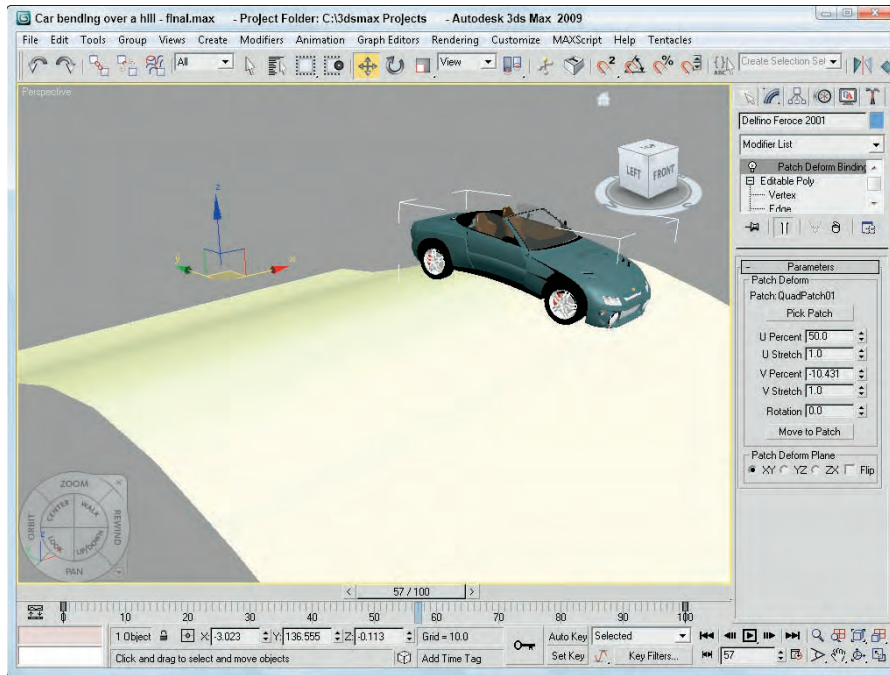 Car bending over a hill - final.max - Project Folder: C:\3dsmax Projects - Autodesk 3ds Max 2009
File Edit Tools Group Views Create Modifiers Animation Graph Editors Rendering Customize MAXScript Help Tentacles
All View Create Selection Set
Perspective
Delfino Feroce 2001
Modifier List
Patch Deform Binding
Editable Poly
Vertex
Edge
LEFT FRONT
Parameters
Patch Deform
Patch: QuadPatch01
Pick Patch
U Percent 50.0
U Stretch 1.0
V Percent -10.431
V Stretch 1.0
Rotation 0.0
Move to Patch
Patch Deform Plane
XY YZ ZX Flip
ZOOM
ORBIT CENTER WALK REWIND
LOOK UP/DOWN
PAN
57 / 100
0 10 20 30 40 50 60 70 80 90 100
1 Object X: -3.023 Y: 136.555 Z: -0.113 Grid = 10.0 Auto Key Selected
Click and drag to select and move objects Add Time Tag Set Key Key Filters... 57